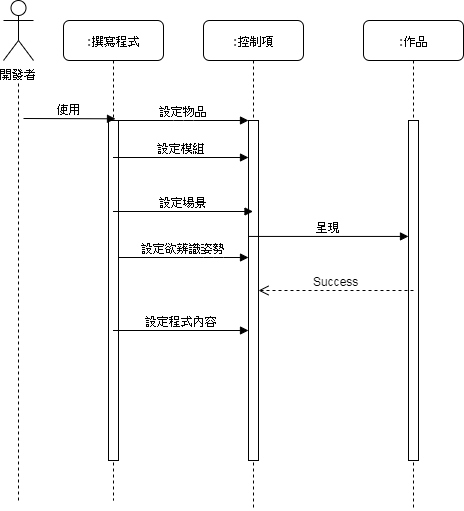 :撰寫程式
:控制項
:作品
開發者
使用
設定物品
設定模組
設定場景
呈現
設定欲辨識姿勢
Success
設定程式內容